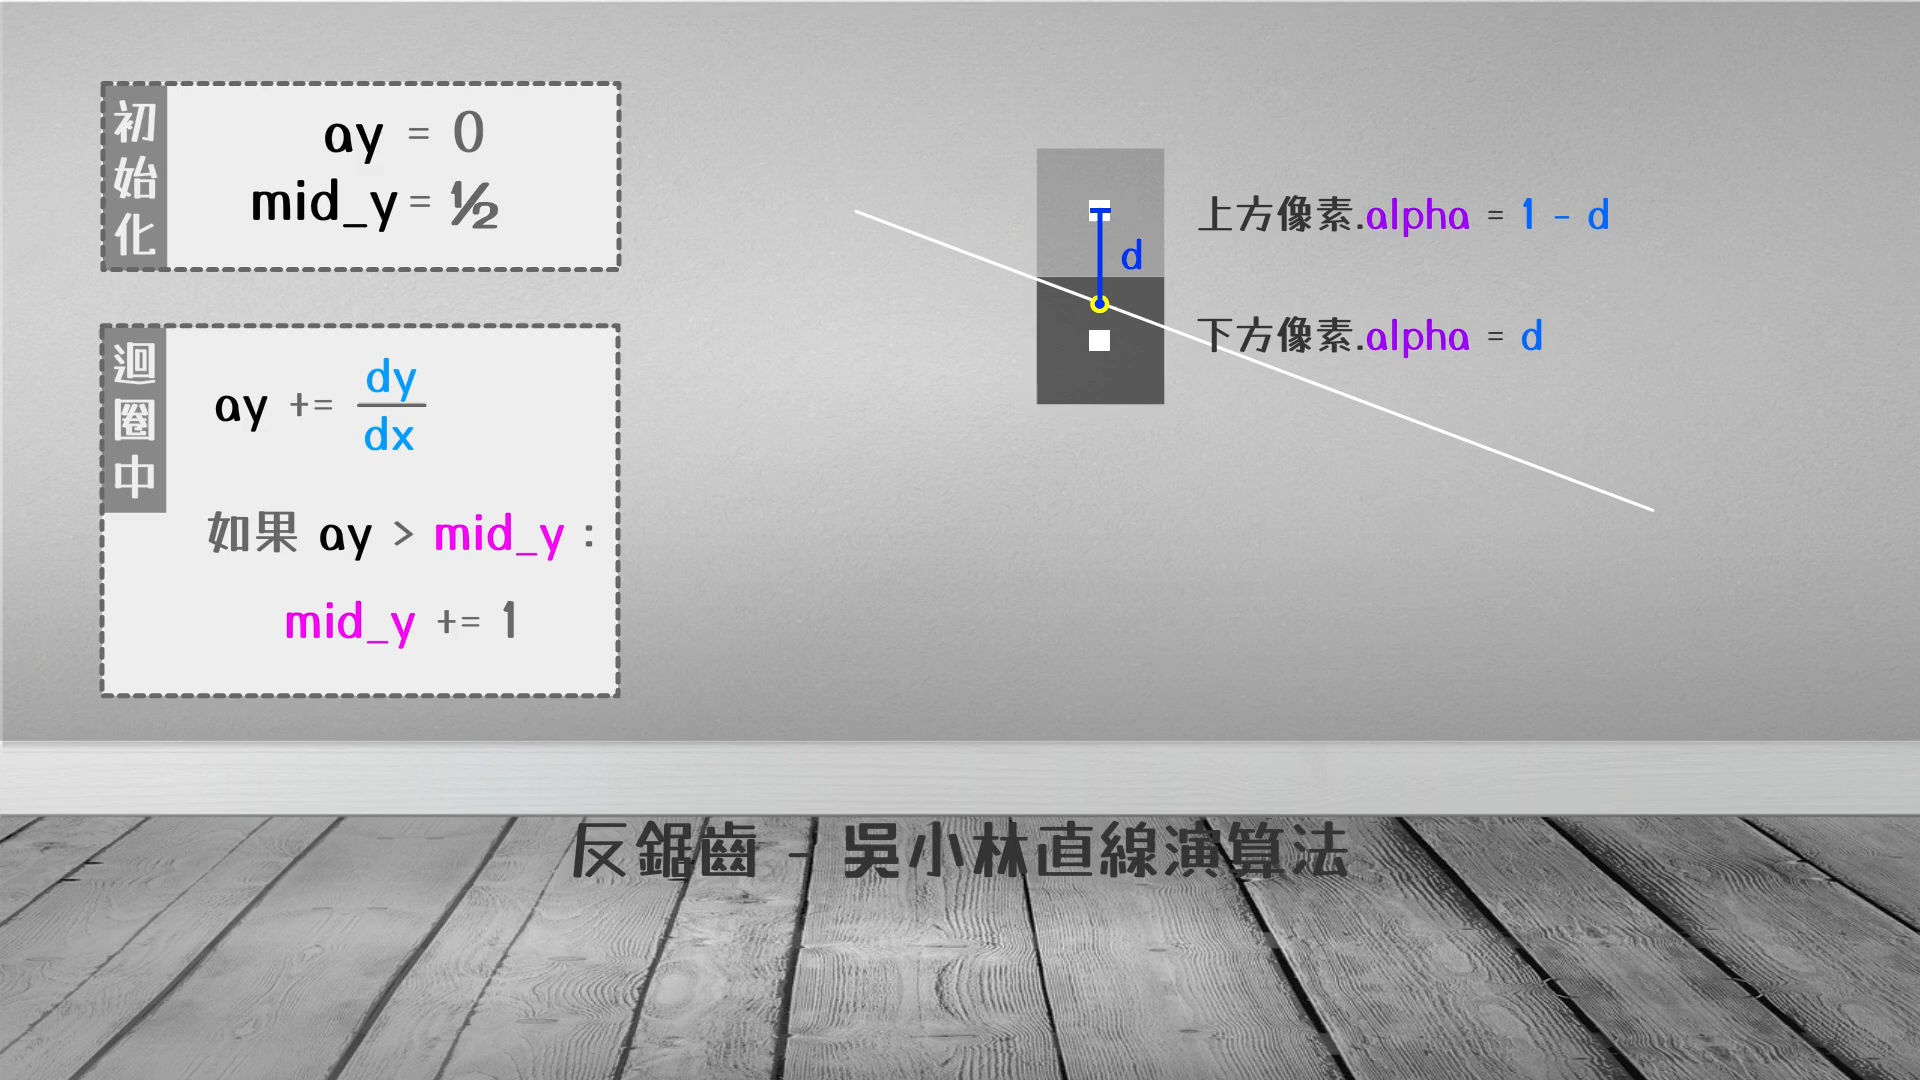 初始化
ay = 0
mid_y = ½
迴圈中
ay += dy/dx
如果 ay > mid_y :
mid_y += 1
d
上方像素.alpha = 1 - d
下方像素.alpha = d
反鋸齒 - 吳小林直線演算法